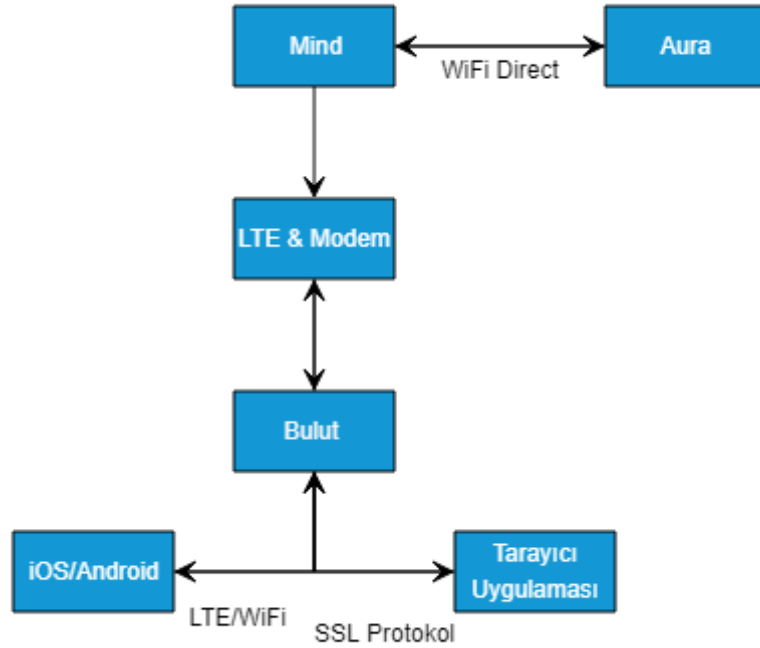 Mind
Aura
WiFi Direct
LTE & Modem
Bulut
iOS/Android
Tarayıcı
Uygulaması
LTE/WiFi
SSL Protokol